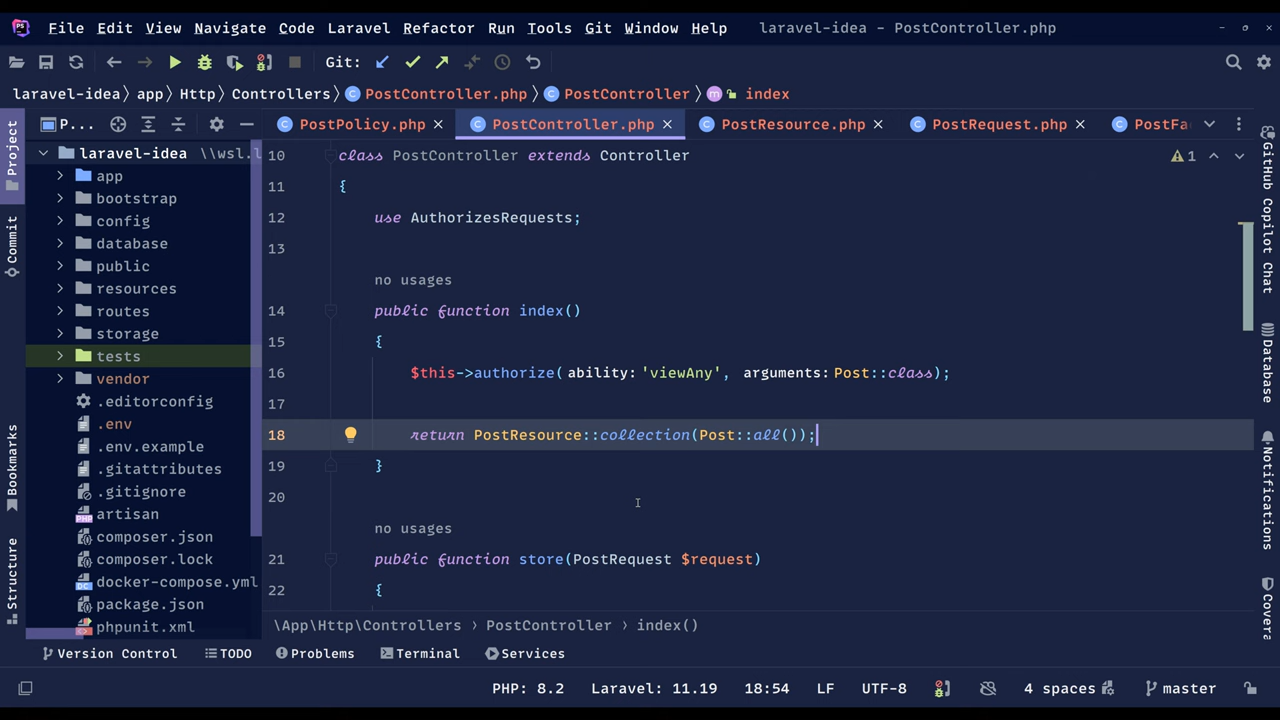 PS File Edit View Navigate Code Laravel Refactor Run Tools Git Window Help laravel-idea – PostController.php
Git:
laravel-idea app Http Controllers PostController.php PostController index
P... PostPolicy.php PostController.php PostResource.php PostRequest.php PostFa
Project
Commit
Bookmarks
Structure
laravel-idea \\wsl.l
app
bootstrap
config
database
public
resources
routes
storage
tests
vendor
.editorconfig
.env
.env.example
.gitattributes
.gitignore
artisan
composer.json
composer.lock
docker-compose.yml
package.json
phpunit.xml
10 class PostController extends Controller
1
11 {
12 use AuthorizesRequests;
13
no usages
14 public function index()
15 {
16 $this->authorize( ability: 'viewAny', arguments: Post::class);
17
18 return PostResource::collection(Post::all());
19 }
20
no usages
21 public function store(PostRequest $request)
22 {
\App\Http\Controllers › PostController › index()
GitHub Copilot Chat
Database
Notifications
Covera
Version Control TODO Problems Terminal Services
PHP: 8.2 Laravel: 11.19 18:54 LF UTF-8 4 spaces master